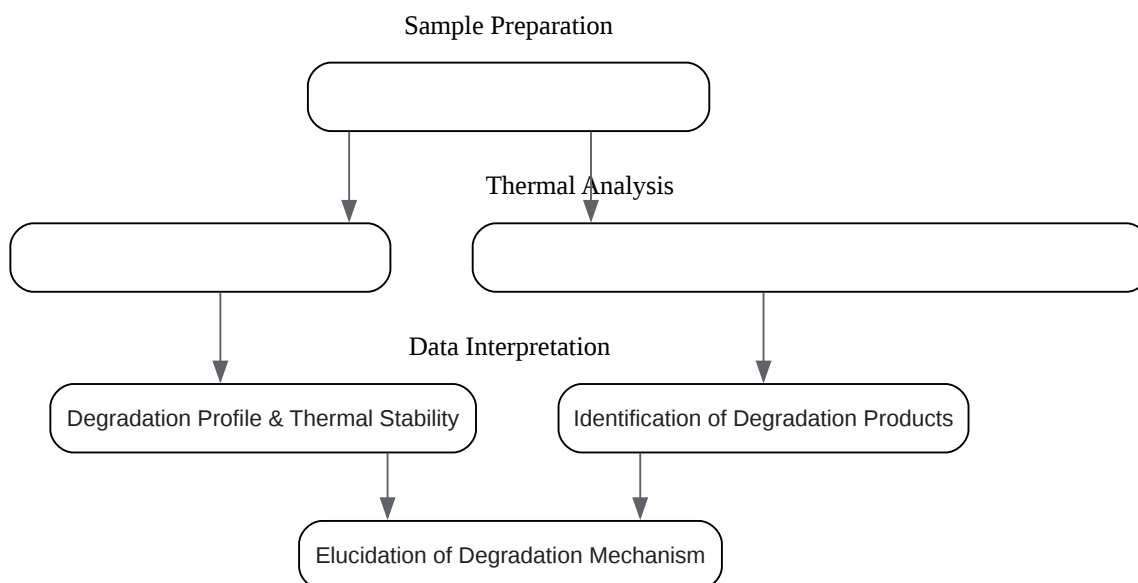 Sample Preparation
Thermal Analysis
Data Interpretation
Degradation Profile & Thermal Stability
Identification of Degradation Products
Elucidation of Degradation Mechanism